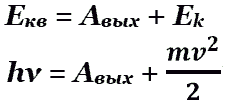 Eкв = Aвых + Ek
hν = Aвых + mv²/2